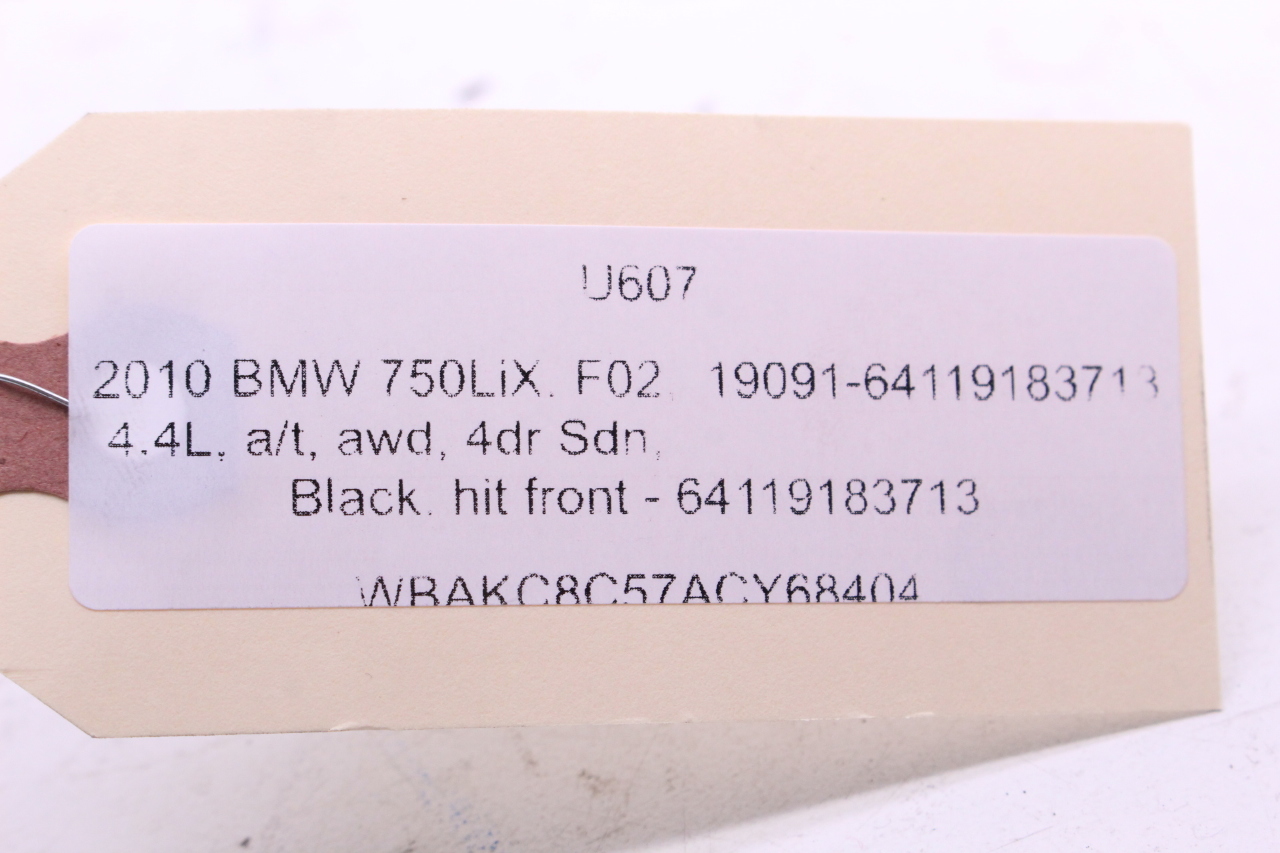 U607
2010 BMW 750LiX. F02, 19091-64119183713
4.4L, a/t, awd, 4dr Sdn,
Black, hit front - 64119183713
WBAKC8C57ACY68404